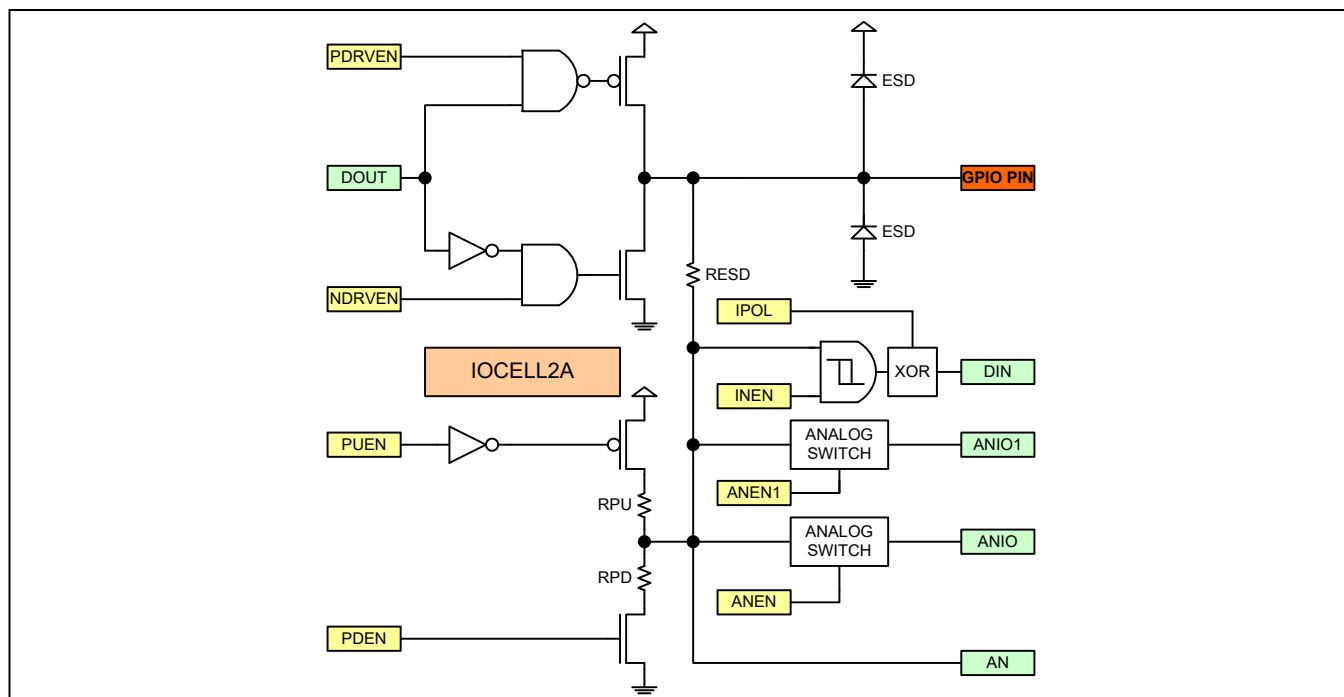 PDRVEN
ESD
DOUT
GPIO PIN
ESD
RESD
NDRVEN
IPOL
IOCELL2A
XOR
DIN
INEN
PUEN
ANALOG
SWITCH
ANIO1
ANEN1
RPU
ANALOG
SWITCH
ANIO
RPD
ANEN
PDEN
AN